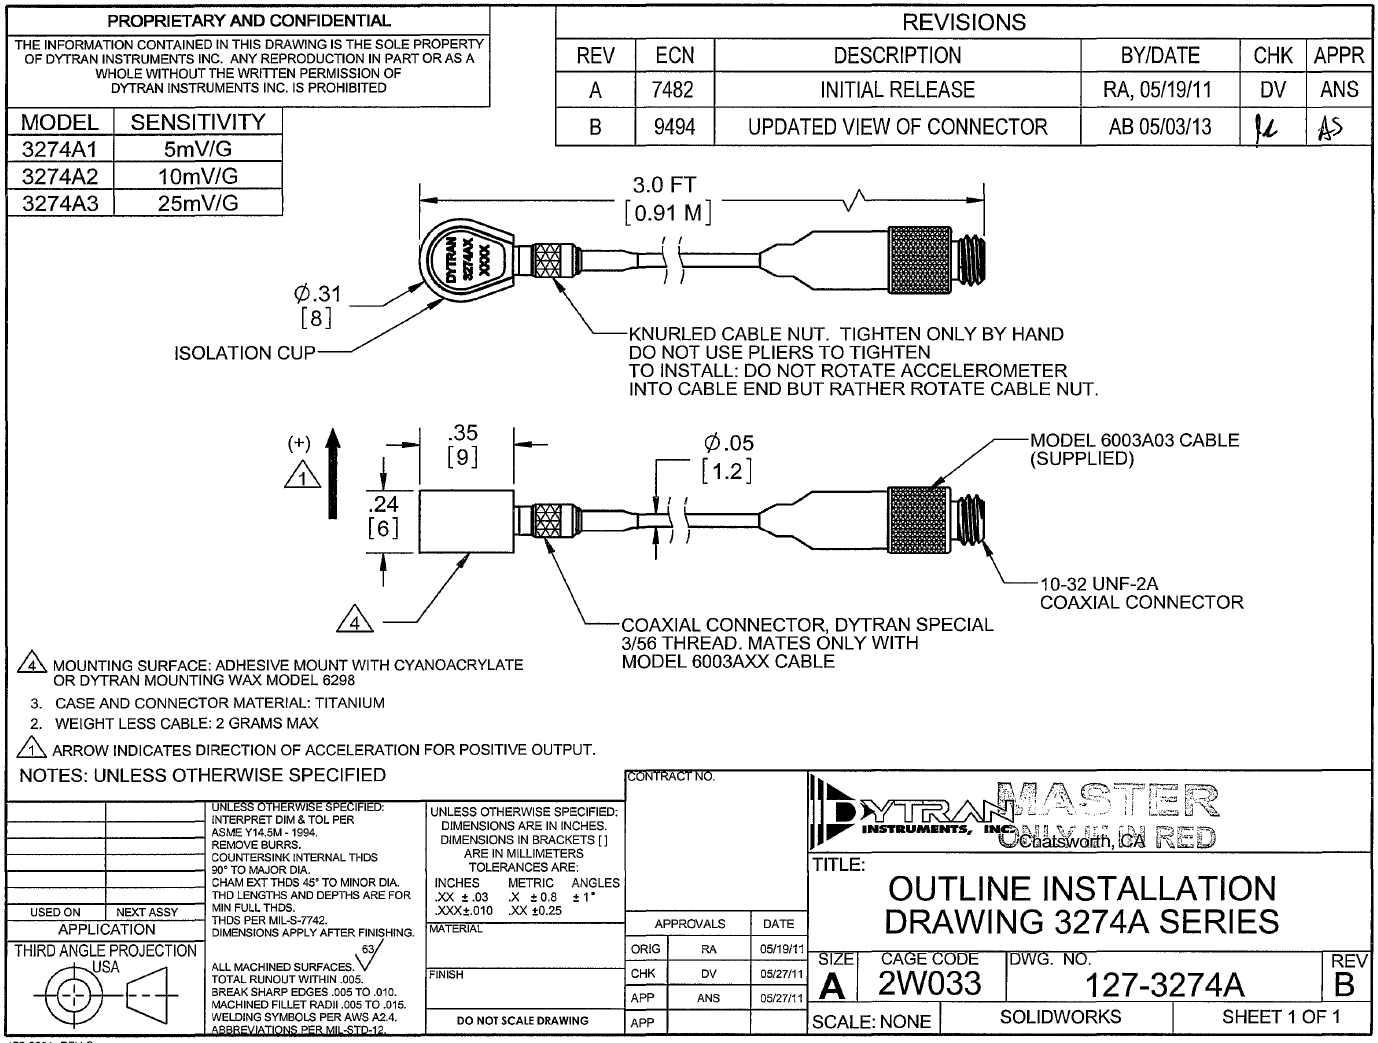 PROPRIETARY AND CONFIDENTIAL
THE INFORMATION CONTAINED IN THIS DRAWING IS THE SOLE PROPERTY
OF DYTRAN INSTRUMENTS INC. ANY REPRODUCTION IN PART OR AS A
WHOLE WITHOUT THE WRITTEN PERMISSION OF
DYTRAN INSTRUMENTS INC. IS PROHIBITED
REVISIONS
REV ECN DESCRIPTION BY/DATE CHK APPR
A 7482 INITIAL RELEASE RA, 05/19/11 DV ANS
B 9494 UPDATED VIEW OF CONNECTOR AB 05/03/13 AS
MODEL SENSITIVITY
3274A1 5mV/G
3274A2 10mV/G
3274A3 25mV/G
3.0 FT
[0.91 M]
DYTRAN
3274AX
XXXX
Ø.31
[8]
ISOLATION CUP
KNURLED CABLE NUT. TIGHTEN ONLY BY HAND
DO NOT USE PLIERS TO TIGHTEN
TO INSTALL: DO NOT ROTATE ACCELEROMETER
INTO CABLE END BUT RATHER ROTATE CABLE NUT.
(+)
1
.35
[9]
.24
[6]
Ø.05
[1.2]
MODEL 6003A03 CABLE
(SUPPLIED)
10-32 UNF-2A
COAXIAL CONNECTOR
4
COAXIAL CONNECTOR, DYTRAN SPECIAL
3/56 THREAD. MATES ONLY WITH
MODEL 6003AXX CABLE
4 MOUNTING SURFACE: ADHESIVE MOUNT WITH CYANOACRYLATE
OR DYTRAN MOUNTING WAX MODEL 6298
3. CASE AND CONNECTOR MATERIAL: TITANIUM
2. WEIGHT LESS CABLE: 2 GRAMS MAX
1 ARROW INDICATES DIRECTION OF ACCELERATION FOR POSITIVE OUTPUT.
NOTES: UNLESS OTHERWISE SPECIFIED
USED ON NEXT ASSY
APPLICATION
THIRD ANGLE PROJECTION
USA
UNLESS OTHERWISE SPECIFIED:
INTERPRET DIM & TOL PER
ASME Y14.5M - 1994.
REMOVE BURRS.
COUNTERSINK INTERNAL THDS
90° TO MAJOR DIA.
CHAM EXT THDS 45° TO MINOR DIA.
THD LENGTHS AND DEPTHS ARE FOR
MIN FULL THDS.
THDS PER MIL-S-7742.
DIMENSIONS APPLY AFTER FINISHING.
63
ALL MACHINED SURFACES.
TOTAL RUNOUT WITHIN .005.
BREAK SHARP EDGES .005 TO .010.
MACHINED FILLET RADII .005 TO .015.
WELDING SYMBOLS PER AWS A2.4.
ABBREVIATIONS PER MIL-STD-12.
UNLESS OTHERWISE SPECIFIED:
DIMENSIONS ARE IN INCHES.
DIMENSIONS IN BRACKETS [ ]
ARE IN MILLIMETERS
TOLERANCES ARE:
INCHES METRIC ANGLES
.XX ±.03 .X ±0.8 ±1°
.XXX±.010 .XX ±0.25
MATERIAL
FINISH
DO NOT SCALE DRAWING
CONTRACT NO.
APPROVALS DATE
ORIG RA 05/19/11
CHK DV 05/27/11
APP ANS 05/27/11
APP
DYTRAN
INSTRUMENTS, INC.
Chatsworth, CA
MASTER
ONLY IF IN RED
TITLE:
OUTLINE INSTALLATION
DRAWING 3274A SERIES
SIZE CAGE CODE DWG. NO. REV
A 2W033 127-3274A B
SCALE: NONE SOLIDWORKS SHEET 1 OF 1